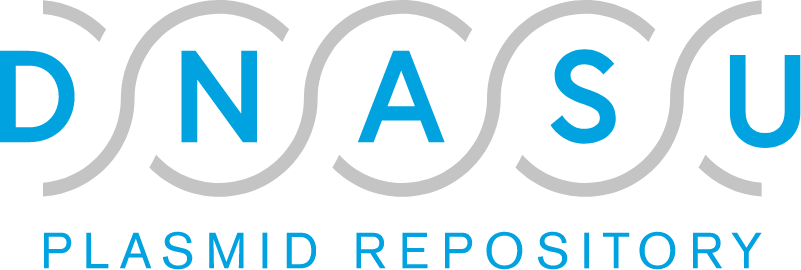 DNASU
PLASMID REPOSITORY